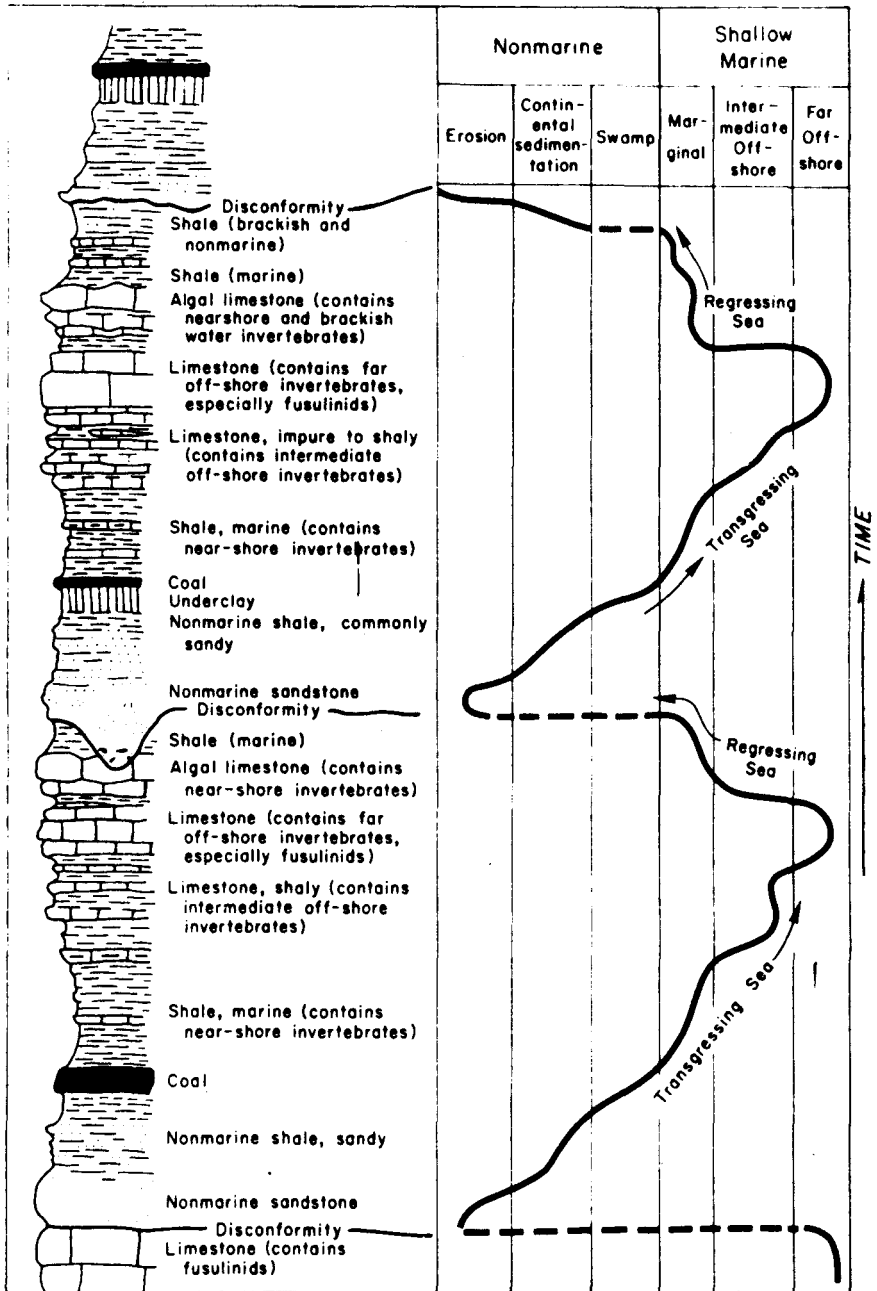 Nonmarine
Shallow
Marine
Erosion
Contin-
ental
sedimen-
tation
Swamp
Mar-
ginal
Inter-
mediate
Off-
shore
Far
Off-
shore
Disconformity
Shale (brackish and
nonmarine)
Shale (marine)
Algal limestone (contains
nearshore and brackish
water invertebrates)
Limestone (contains far
off-shore invertebrates,
especially fusulinids)
Limestone, impure to shaly
(contains intermediate
off-shore invertebrates)
Shale, marine (contains
near-shore invertebrates)
Coal
Underclay
Nonmarine shale, commonly
sandy
Nonmarine sandstone
Disconformity
Shale (marine)
Algal limestone (contains
near-shore invertebrates)
Limestone (contains far
off-shore invertebrates,
especially fusulinids)
Limestone, shaly (contains
intermediate off-shore
invertebrates)
Shale, marine (contains
near-shore invertebrates)
Coal
Nonmarine shale, sandy
Nonmarine sandstone
Disconformity
Limestone (contains
fusulinids)
Regressing
Sea
Transgressing
Sea
Regressing
Sea
Transgressing Sea
TIME